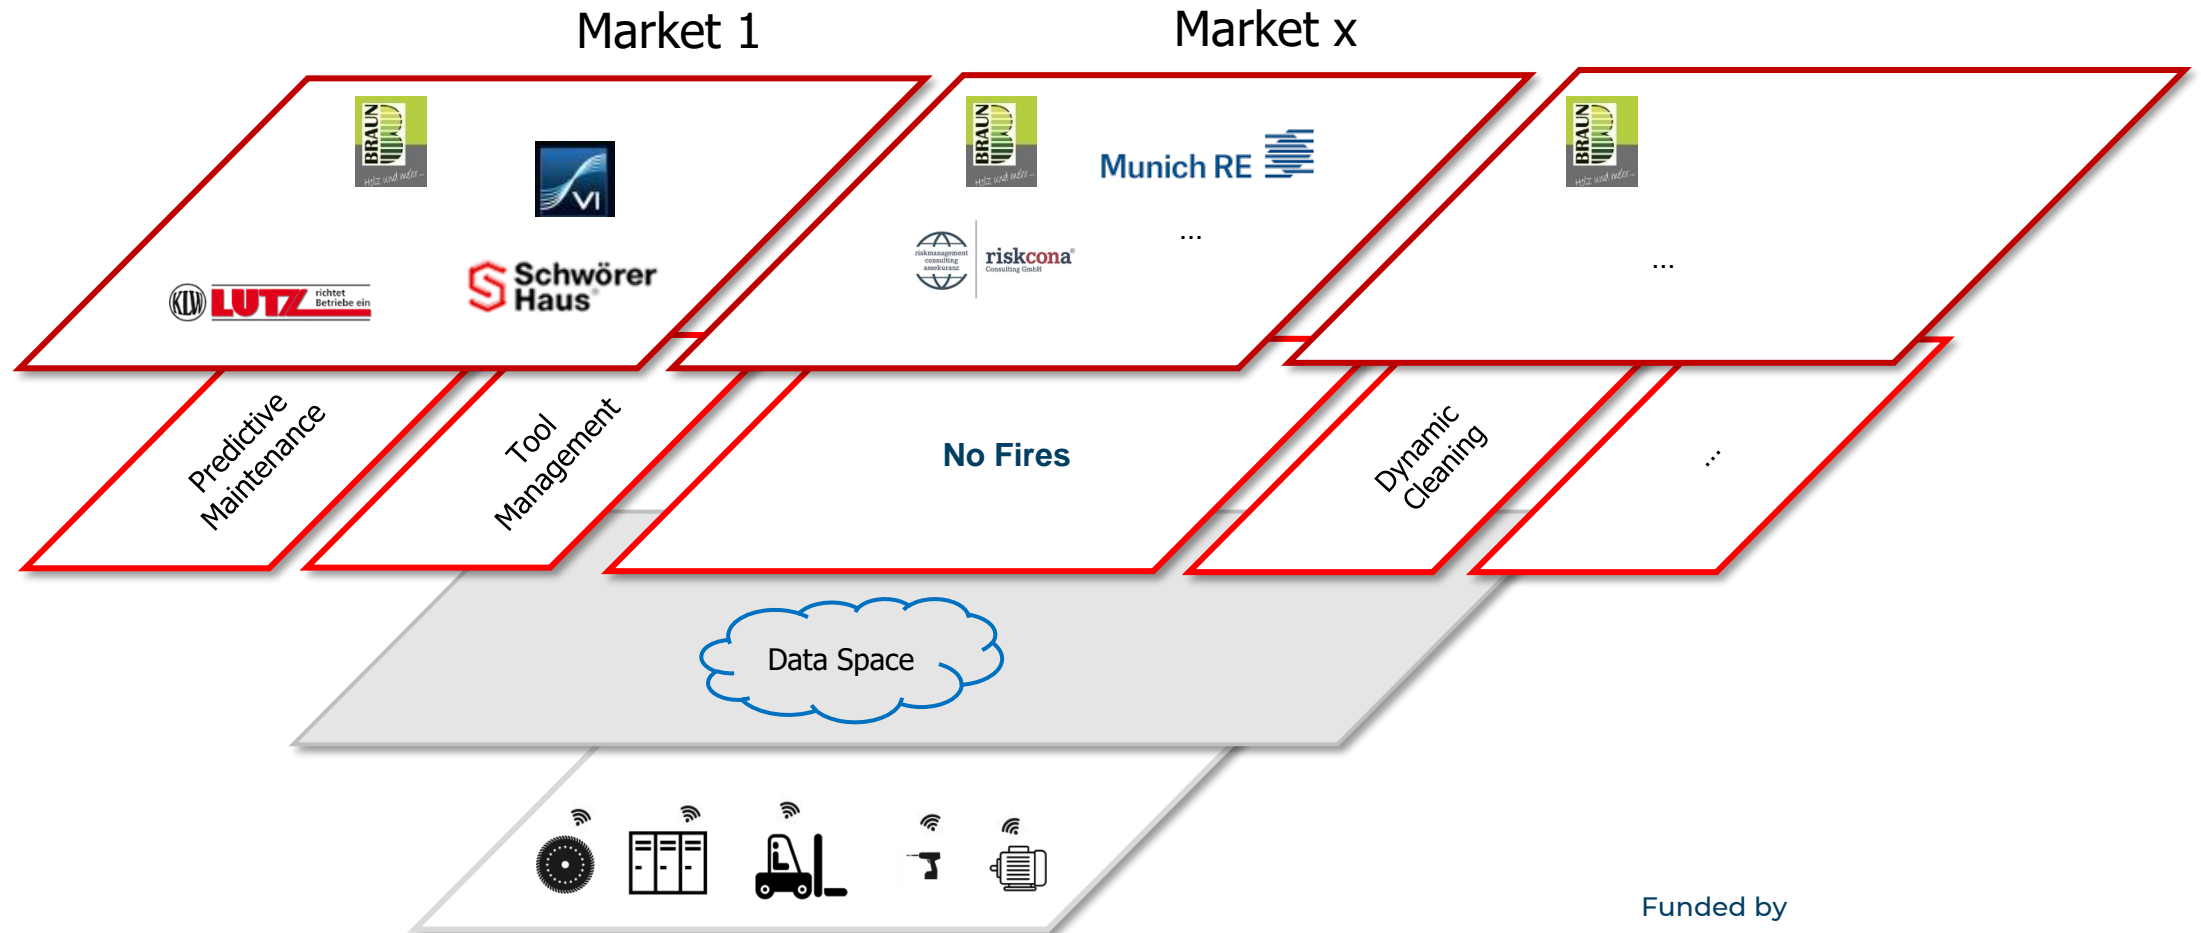 Market 1
Market x
BRAUN
Holz und mehr...
VI
KLW LUTZ richtet
Betriebe ein
Schwörer
Haus®
BRAUN
Holz und mehr...
Munich RE
riskmanagement
consulting
assekuranz
riskcona®
Consulting GmbH
...
BRAUN
Holz und mehr...
...
Predictive
Maintenance
Tool
Management
No Fires
Dynamic
Cleaning
...
Data Space
Funded by